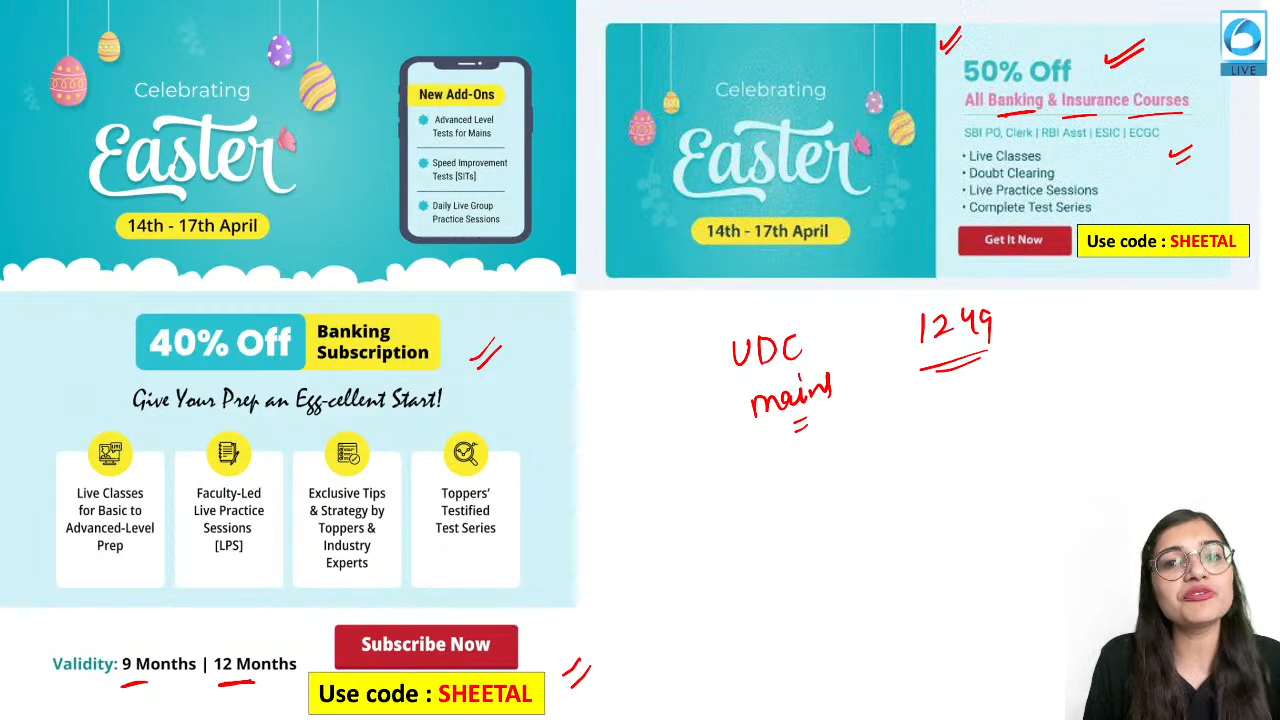 Celebrating
Easter
14th - 17th April
New Add-Ons
Advanced Level
Tests for Mains
Speed Improvement
Tests [SITs]
Daily Live Group
Practice Sessions
Celebrating
Easter
14th - 17th April
50% Off
All Banking & Insurance Courses
SBI PO, Clerk | RBI Asst | ESIC | ECGC
• Live Classes
• Doubt Clearing
• Live Practice Sessions
• Complete Test Series
Get It Now
Use code : SHEETAL
LIVE
40% Off
Banking
Subscription
Give Your Prep an Egg-cellent Start!
Live Classes
for Basic to
Advanced-Level
Prep
Faculty-Led
Live Practice
Sessions
[LPS]
Exclusive Tips
& Strategy by
Toppers &
Industry
Experts
Toppers'
Testified
Test Series
Validity: 9 Months | 12 Months
Subscribe Now
Use code : SHEETAL
UDC
mains
1249